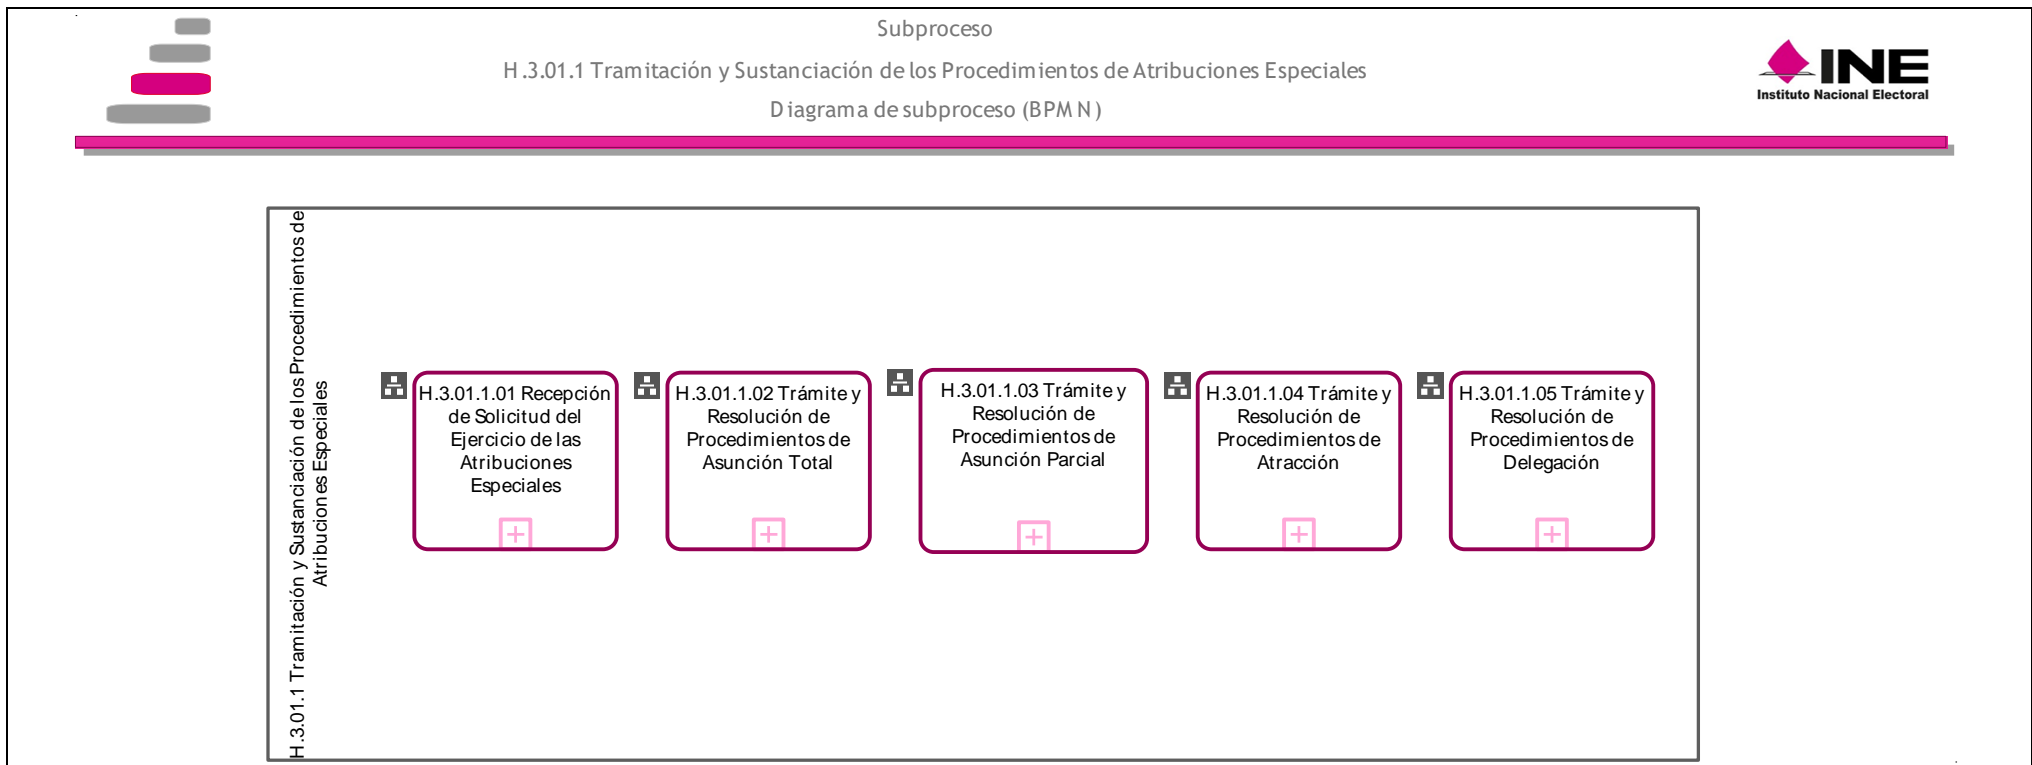 Subproceso
H.3.01.1 Tramitación y Sustanciación de los Procedimientos de Atribuciones Especiales
Diagrama de subproceso (BPMN)
INE
Instituto Nacional Electoral
H.3.01.1 Tramitación y Sustanciación de los Procedimientos de
Atribuciones Especiales
H.3.01.1.01 Recepción
de Solicitud del
Ejercicio de las
Atribuciones
Especiales
H.3.01.1.02 Trámite y
Resolución de
Procedimientos de
Asunción Total
H.3.01.1.03 Trámite y
Resolución de
Procedimientos de
Asunción Parcial
H.3.01.1.04 Trámite y
Resolución de
Procedimientos de
Atracción
H.3.01.1.05 Trámite y
Resolución de
Procedimientos de
Delegación